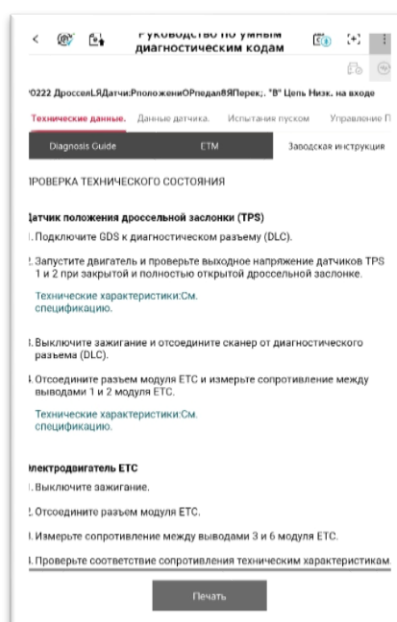 Руководство по умным
диагностическим кодам
0222 ДроссеLЯДатчи:РположениОРпедалВЯПерек;. "В" Цепь Низк. на входе
Технические данные. Данные датчика. Испытания пуском Управление П
Diagnosis Guide ETM Заводская инструкция
ПРОВЕРКА ТЕХНИЧЕСКОГО СОСТОЯНИЯ
Датчик положения дроссельной заслонки (TPS)
1. Подключите GDS к диагностическом разъему (DLC).
2. Запустите двигатель и проверьте выходное напряжение датчиков TPS
1 и 2 при закрытой и полностью открытой дроссельной заслонке.
Технические характеристики:См.
спецификацию.
3. Выключите зажигание и отсоедините сканер от диагностического
разъема (DLC).
4. Отсоедините разъем модуля ETC и измерьте сопротивление между
выводами 1 и 2 модуля ETC.
Технические характеристики:См.
спецификацию.
Электродвигатель ETC
1. Выключите зажигание.
2. Отсоедините разъем модуля ETC.
3. Измерьте сопротивление между выводами 3 и 6 модуля ETC.
4. Проверьте соответствие сопротивления техническим характеристикам.
Печать